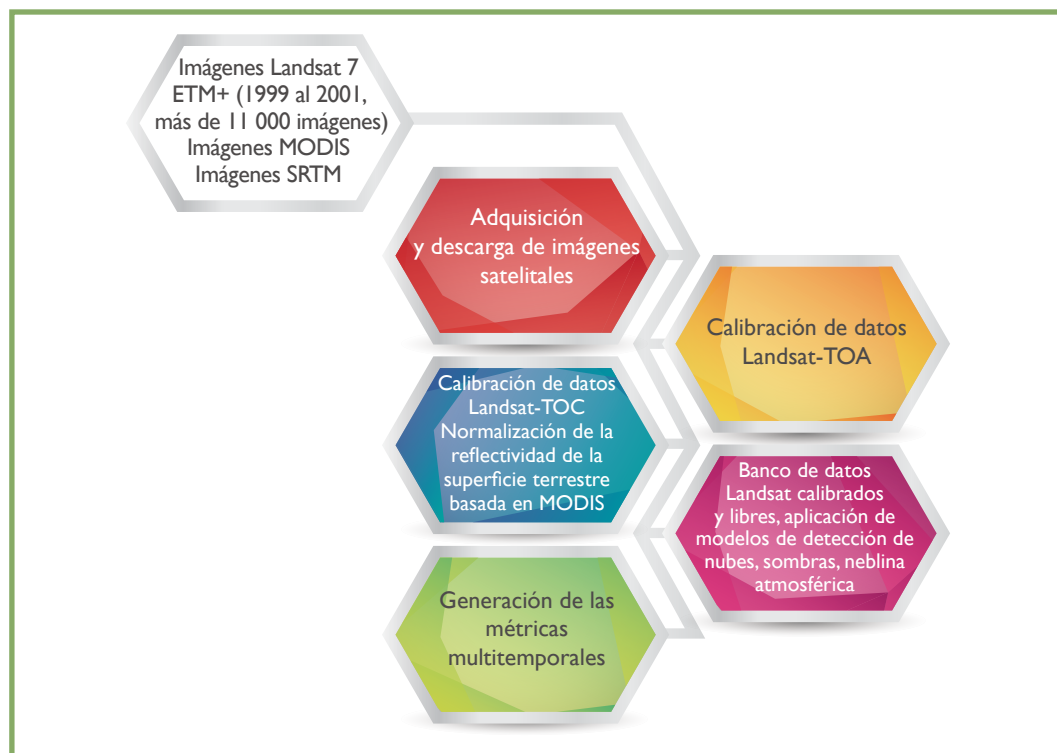 Imágenes Landsat 7
ETM+ (1999 al 2001,
más de 11 000 imágenes)
Imágenes MODIS
Imágenes SRTM
Adquisición
y descarga de imágenes
satelitales
Calibración de datos
Landsat-TOA
Calibración de datos
Landsat-TOC
Normalización de la
reflectividad de la
superficie terrestre
basada en MODIS
Banco de datos
Landsat calibrados
y libres, aplicación de
modelos de detección de
nubes, sombras, neblina
atmosférica
Generación de las
métricas
multitemporales